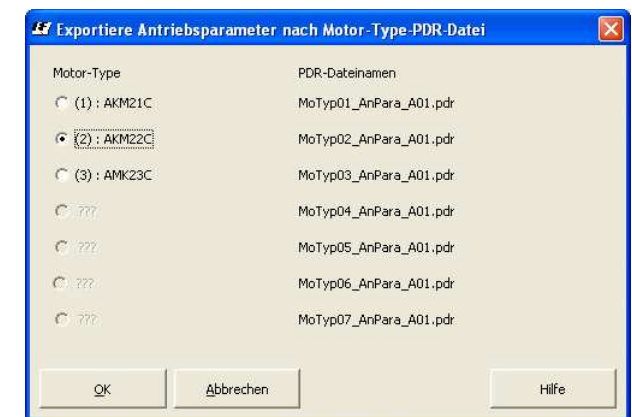 Exportiere Antriebsparameter nach Motor-Type-PDR-Datei
Motor-Type PDR-Dateinamen
(1) : AKM21C MoTyp01_AnPara_A01.pdr
(2) : AKM22C MoTyp02_AnPara_A01.pdr
(3) : AMK23C MoTyp03_AnPara_A01.pdr
??? MoTyp04_AnPara_A01.pdr
??? MoTyp05_AnPara_A01.pdr
??? MoTyp06_AnPara_A01.pdr
??? MoTyp07_AnPara_A01.pdr
OK Abbrechen Hilfe